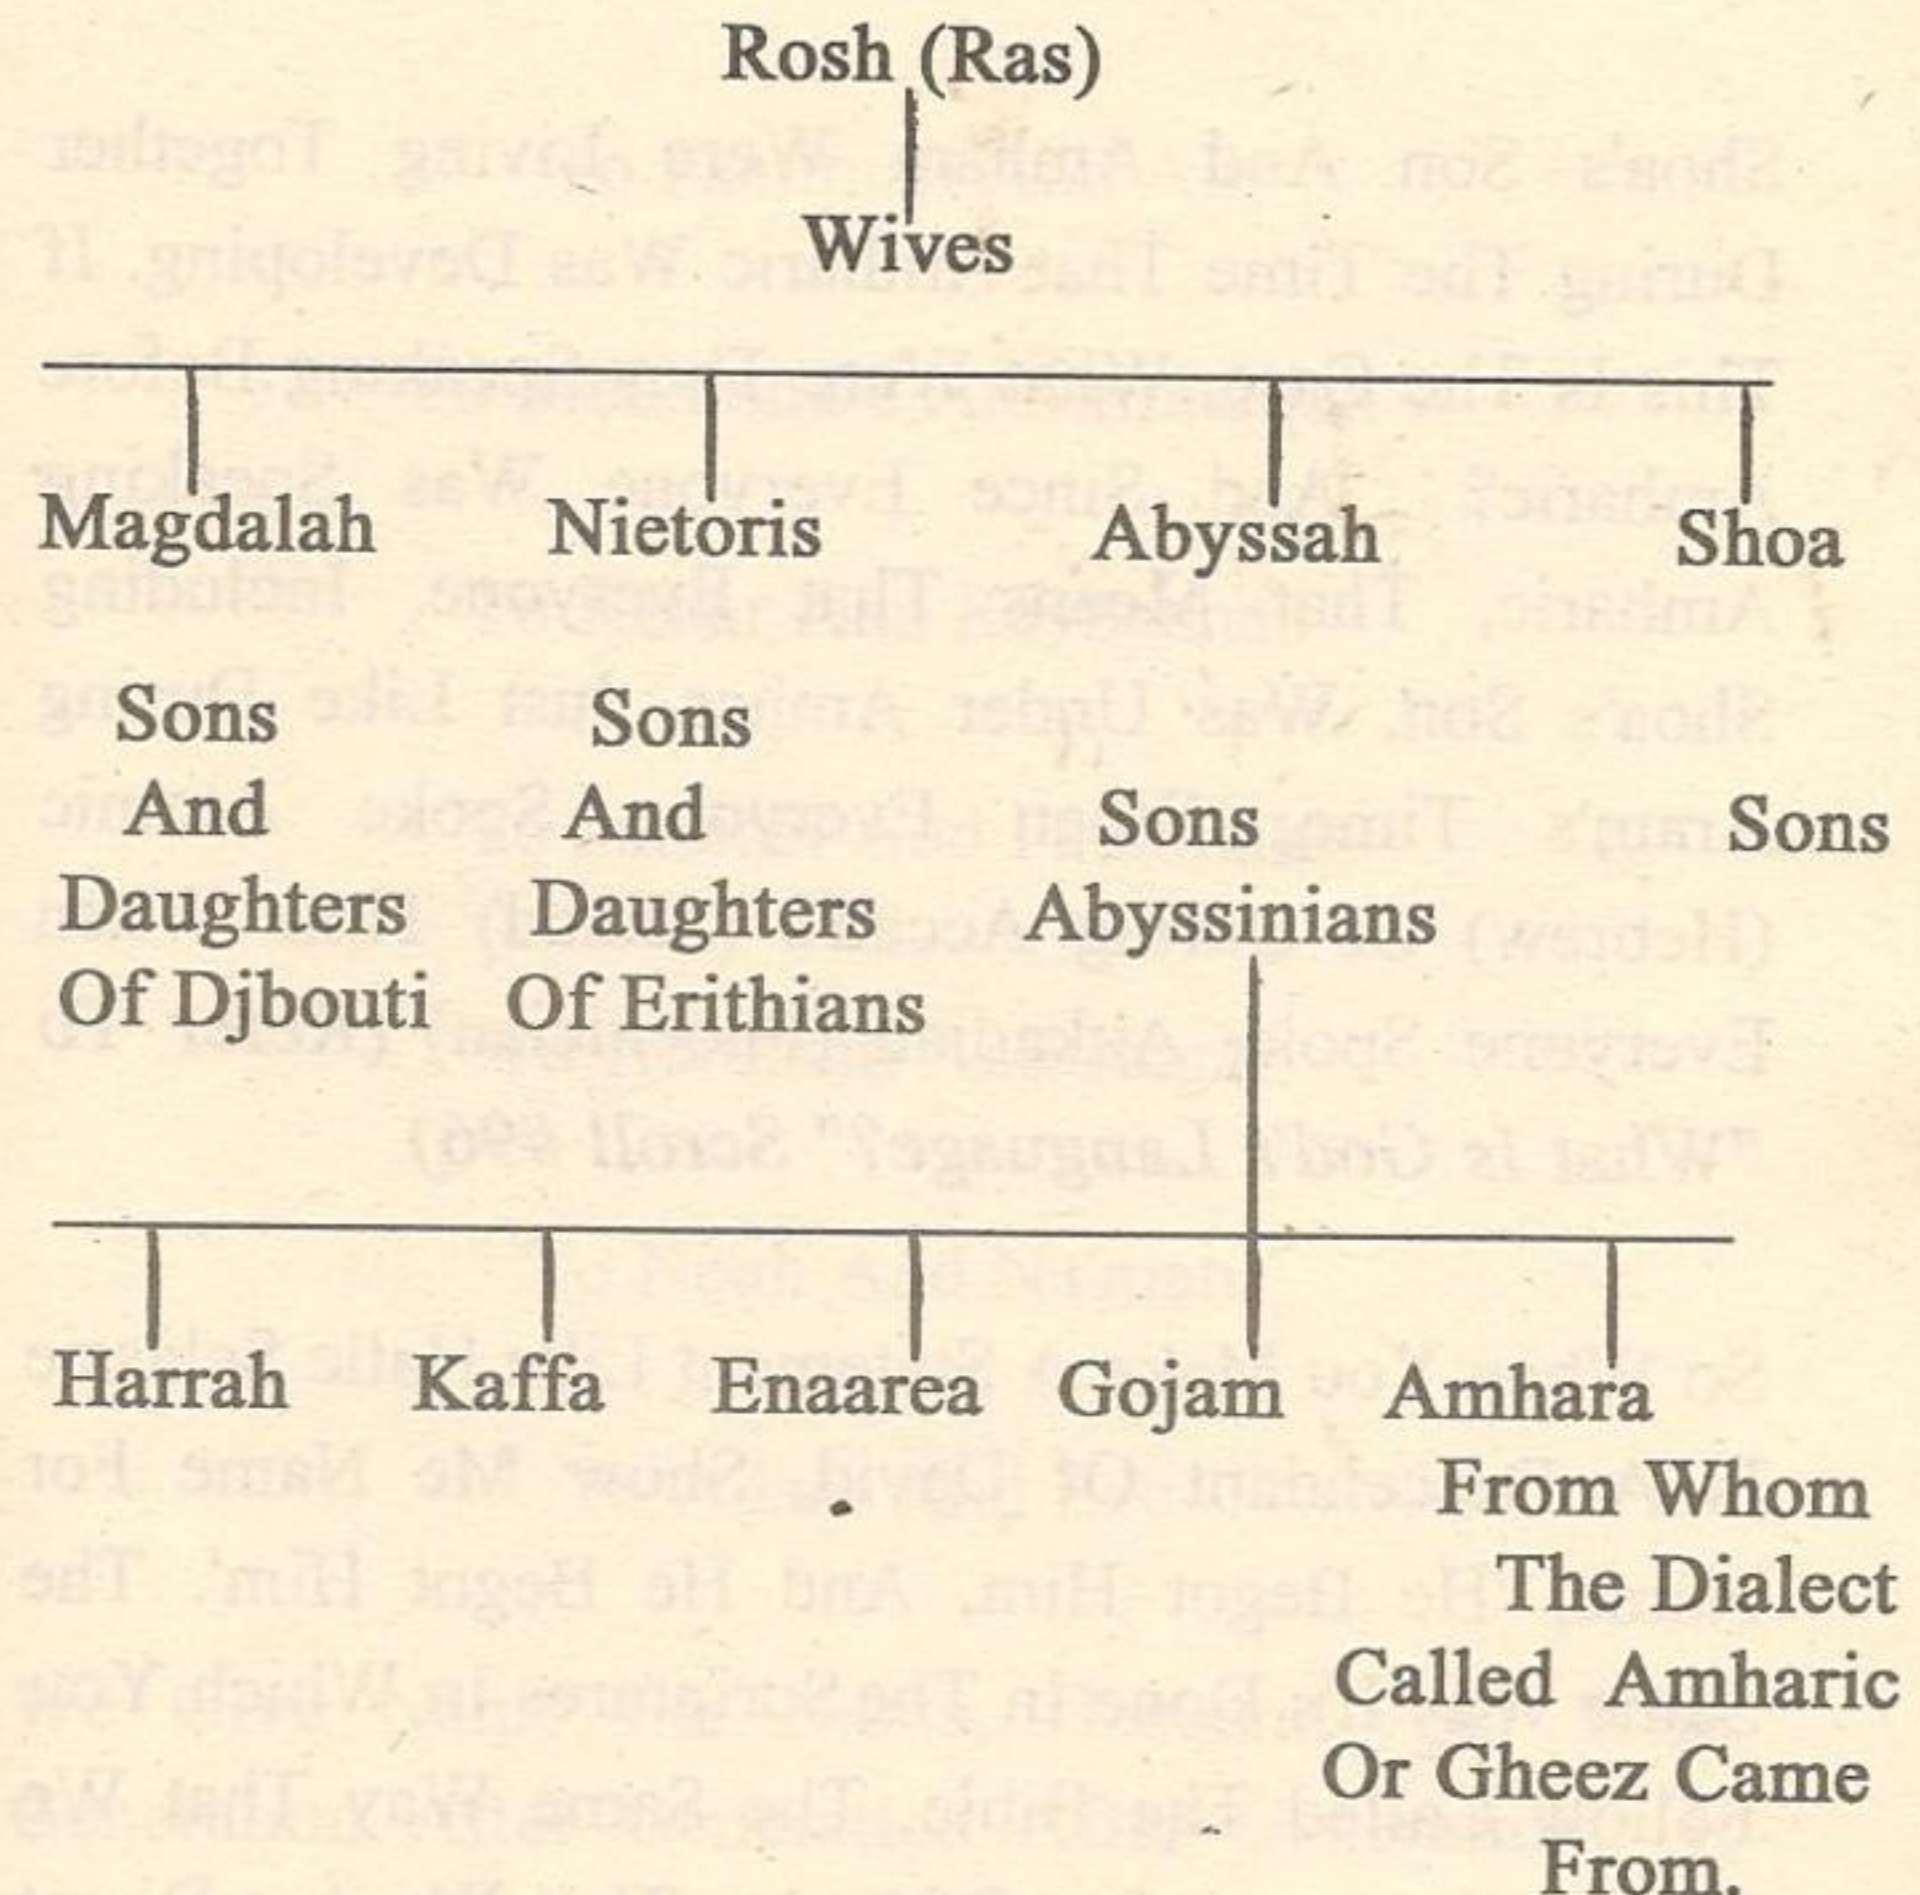 Rosh (Ras)
Wives
Magdalah Nietoris Abyssah Shoa
Sons
And
Daughters
Of Djbouti
Sons
And
Daughters
Of Erithians
Sons
Abyssinians
Sons
Harrah Kaffa Enaarea Gojam Amhara
From Whom
The Dialect
Called Amharic
Or Gheez Came
From.